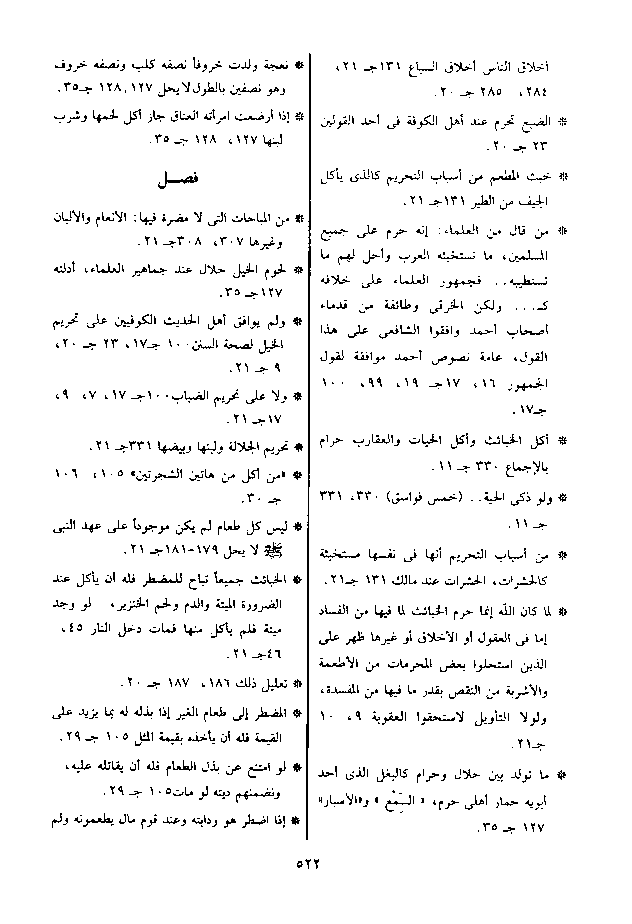 أخلاق الناس أخلاق السباع ١٣١جـ ٢١،
٢٨٤، ٢٨٥ جـ ٢٠.
* الضبع تحرم عند أهل الكوفة فى أحد القولين
٢٣ جـ ٢٠.
* خبث المطعم من أسباب التحريم كالذى يأكل
الجيف من الطير ١٣١جـ ٢١.
* من قال من العلماء: إنه حرم على جميع
المسلمين، ما تستخبثه العرب وأحل لهم ما
تستطيبه.. فجمهور العلماء على خلافه
كـ... ولكن الخرقى وطائفة من قدماء
أصحاب أحمد وافقوا الشافعى على هذا
القول، عامة نصوص أحمد موافقة لقول
الجمهور ١٦، ١٧جـ ١٩، ٩٩، ١٠٠
جـ١٧.
* أكل الخبائث وأكل الحيات والعقارب حرام
بالإجماع ٣٣٠ جـ ١١.
* ولو ذكى الحية.. (خمس فواسق) ٣٣٠، ٣٣١
جـ ١١.
* من أسباب التحريم أنها فى نفسها مستخبثة
كالحشرات، الحشرات عند مالك ١٣١ جـ٢١.
* لما كان الله إنما حرم الخبائث لما فيها من الفساد
إما فى العقول أو الأخلاق أو غيرها ظهر على
الذين استحلوا بعض المحرمات من الأطعمة
والأشربة من النقص بقدر ما فيها من المفسدة،
ولولا التأويل لاستحقوا العقوبة ٩، ١٠
جـ٢١.
* ما تولد بين حلال وحرام كالبغل الذى أحد
أبويه حمار أهلى حرم، « السِّمْع » و«الأسبار»
١٢٧ جـ ٣٥.
* نعجة ولدت خروفاً نصفه كلب ونصفه خروف
وهو نصفين بالطول لا يحل ١٢٧، ١٢٨ جـ٣٥.
* إذا أرضعت امرأته العناق جاز أكل لحمها وشرب
لبنها ١٢٧، ١٢٨ جـ ٣٥.
فصــل
* من المباحات التى لا مضرة فيها: الأنعام والألبان
وغيرها ٣٠٧، ٣٠٨جـ ٢١.
* لحوم الخيل حلال عند جماهير العلماء، أدلته
١٢٧جـ ٣٥.
* ولم يوافق أهل الحديث الكوفيين على تحريم
الخيل لصحة السنن ١٠٠ جـ١٧، ٢٣ جـ ٢٠،
٩ جـ ٢١.
* ولا على تحريم الضباب١٠٠جـ ١٧، ٧، ٩،
١٧جـ ٢١.
* تحريم الجلالة ولبنها وبيضها ٣٣١جـ ٢١.
* «من أكل من هاتين الشجرتين» ١٠٥، ١٠٦
جـ ٣٠.
* ليس كل طعام لم يكن موجوداً على عهد النبى
ﷺ لا يحل ١٧٩-١٨١جـ ٢١.
* الخبائث جميعاً تباح للمضطر فله أن يأكل عند
الضرورة الميتة والدم ولحم الخنزير، لو وجد
ميتة فلم يأكل منها فمات دخل النار ٤٥،
٤٦جـ ٢١.
* تعليل ذلك ١٨٦، ١٨٧ جـ ٢٠.
* المضطر إلى طعام الغير إذا بذله له بما يزيد على
القيمة فله أن يأخذه بقيمة المثل ١٠٥ جـ ٢٩.
* لو امتنع عن بذل الطعام فله أن يقاتله عليه،
ونضمنهم ديته لو مات١٠٥ جـ ٢٩.
* إذا اضطر هو ودابته وعند قوم مال يطعمونه ولم
٥٢٢